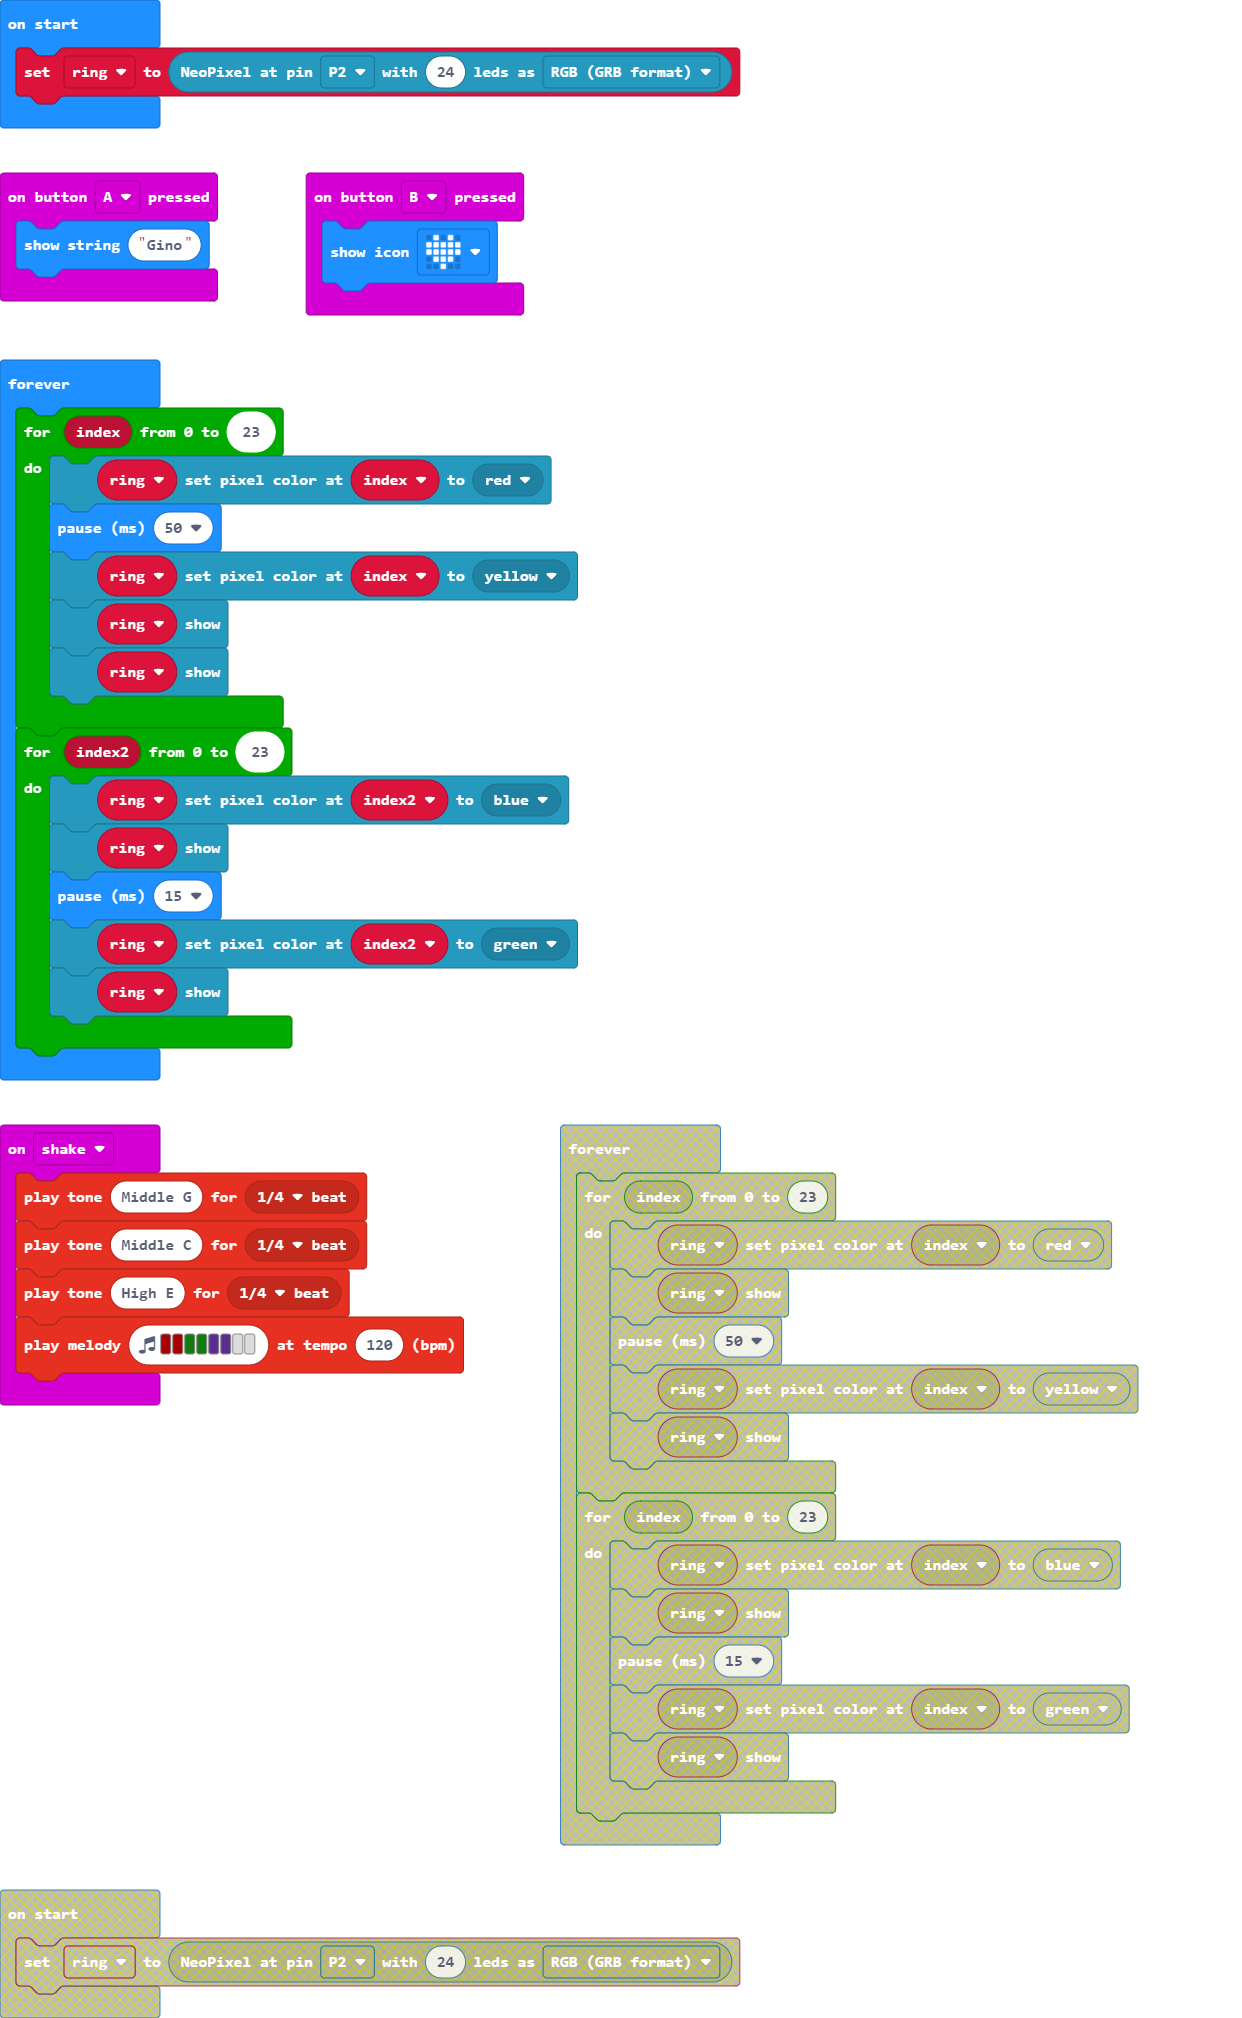 on start
set ring to NeoPixel at pin P2 with 24 leds as RGB (GRB format)
on button A pressed
show string "Gino"
on button B pressed
show icon
forever
for index from 0 to 23
do
ring set pixel color at index to red
pause (ms) 50
ring set pixel color at index to yellow
ring show
ring show
for index2 from 0 to 23
do
ring set pixel color at index2 to blue
ring show
pause (ms) 15
ring set pixel color at index2 to green
ring show
on shake
play tone Middle G for 1/4 beat
play tone Middle C for 1/4 beat
play tone High E for 1/4 beat
play melody at tempo 120 (bpm)
forever
for index from 0 to 23
do
ring set pixel color at index to red
ring show
pause (ms) 50
ring set pixel color at index to yellow
ring show
for index from 0 to 23
do
ring set pixel color at index to blue
ring show
pause (ms) 15
ring set pixel color at index to green
ring show
on start
set ring to NeoPixel at pin P2 with 24 leds as RGB (GRB format)